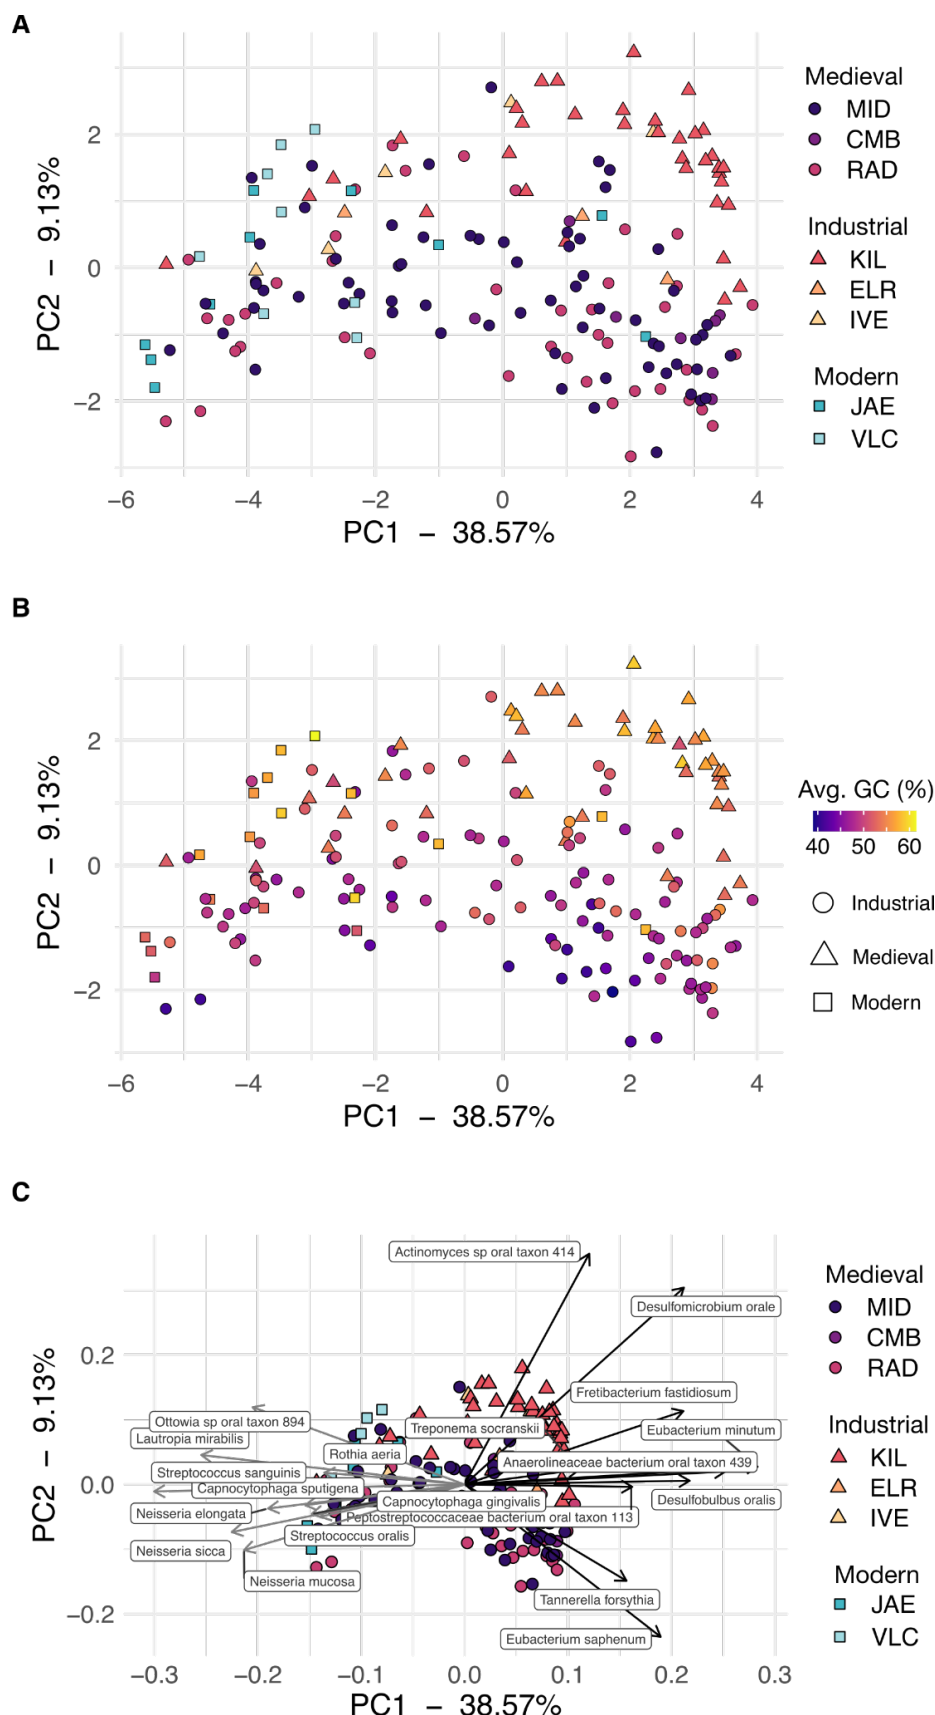 A
PC2 – 9.13%
2
0
−2
−6
−4
−2
0
2
4
PC1 – 38.57%
Medieval
MID
CMB
RAD
Industrial
KIL
ELR
IVE
Modern
JAE
VLC
B
PC2 – 9.13%
2
0
−2
−6
−4
−2
0
2
4
PC1 – 38.57%
Avg. GC (%)
40 50 60
Industrial
Medieval
Modern
C
PC2 – 9.13%
0.2
0.0
−0.2
Actinomyces sp oral taxon 414
Desulfomicrobium orale
Fretibacterium fastidiosum
Ottowia sp oral taxon 894
Treponema socranskii
Eubacterium minutum
Lautropia mirabilis
Rothia aeria
Anaerolineaceae bacterium oral taxon 439
Streptococcus sanguinis
Capnocytophaga sputigena
Capnocytophaga gingivalis
Desulfobulbus oralis
Neisseria elongata
Peptostreptococcaceae bacterium oral taxon 113
Streptococcus oralis
Neisseria sicca
Neisseria mucosa
Tannerella forsythia
Eubacterium saphenum
−0.3
−0.2
−0.1
0.0
0.1
0.2
0.3
PC1 – 38.57%
Medieval
MID
CMB
RAD
Industrial
KIL
ELR
IVE
Modern
JAE
VLC